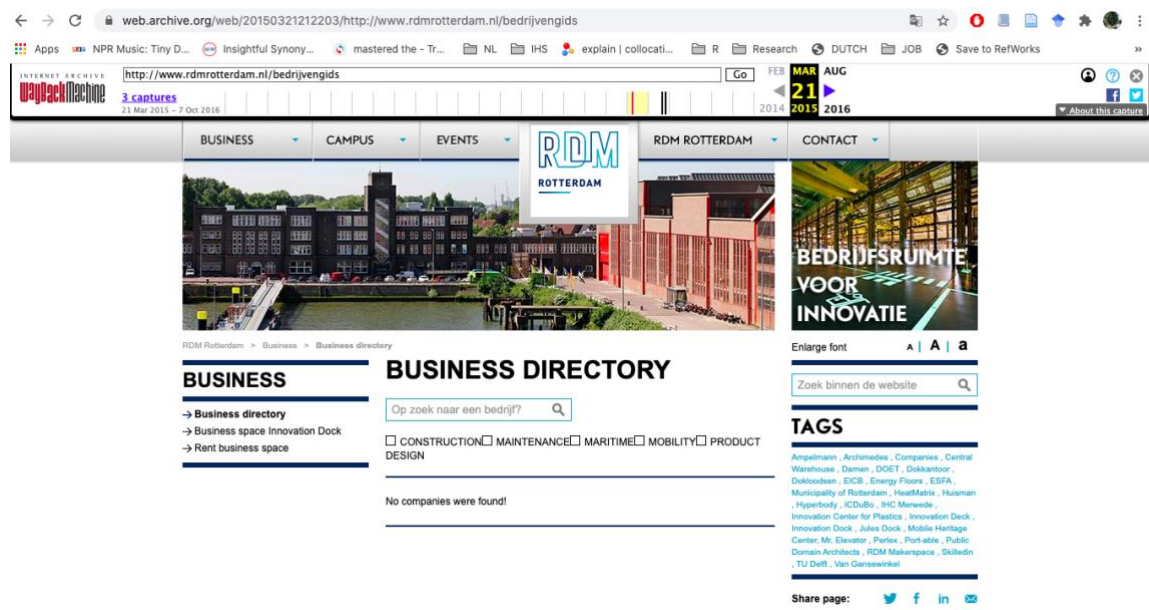 web.archive.org/web/20150321212203/http://www.rdmrotterdam.nl/bedrijvengids
Apps NPR Music: Tiny D... Insightful Synony... mastered the - Tr... NL IHS explain | collocati... R Research DUTCH JOB Save to RefWorks »
INTERNET ARCHIVE
WayBackMachine
http://www.rdmrotterdam.nl/bedrijvengids Go
3 captures
21 Mar 2015 – 7 Oct 2016
FEB MAR AUG
21
2014 2015 2016
About this capture
BUSINESS CAMPUS EVENTS RDM ROTTERDAM CONTACT
RDM
ROTTERDAM
BEDRIJFSRUIMTE
VOOR
INNOVATIE
RDM Rotterdam > Business > Business directory
BUSINESS
→ Business directory
→ Business space Innovation Dock
→ Rent business space
BUSINESS DIRECTORY
Op zoek naar een bedrijf?
CONSTRUCTION MAINTENANCE MARITIME MOBILITY PRODUCT
DESIGN
No companies were found!
Enlarge font A | A | a
Zoek binnen de website
TAGS
Ampelmann , Archimedes , Companies , Central
Warehouse , Damen , DOET , Dokkantoor ,
Dokloodsen , EICB , Energy Floors , ESFA ,
Municipality of Rotterdam , HeatMatrix , Huisman
, Hyperbody , ICDuBo , IHC Merwede ,
Innovation Center for Plastics , Innovation Deck ,
Innovation Dock , Jules Dock , Mobile Heritage
Center, Mr. Elevator , Perlex , Port-able , Public
Domain Architects , RDM Makerspace , Skilledin
, TU Delft , Van Gansewinkel
Share page: